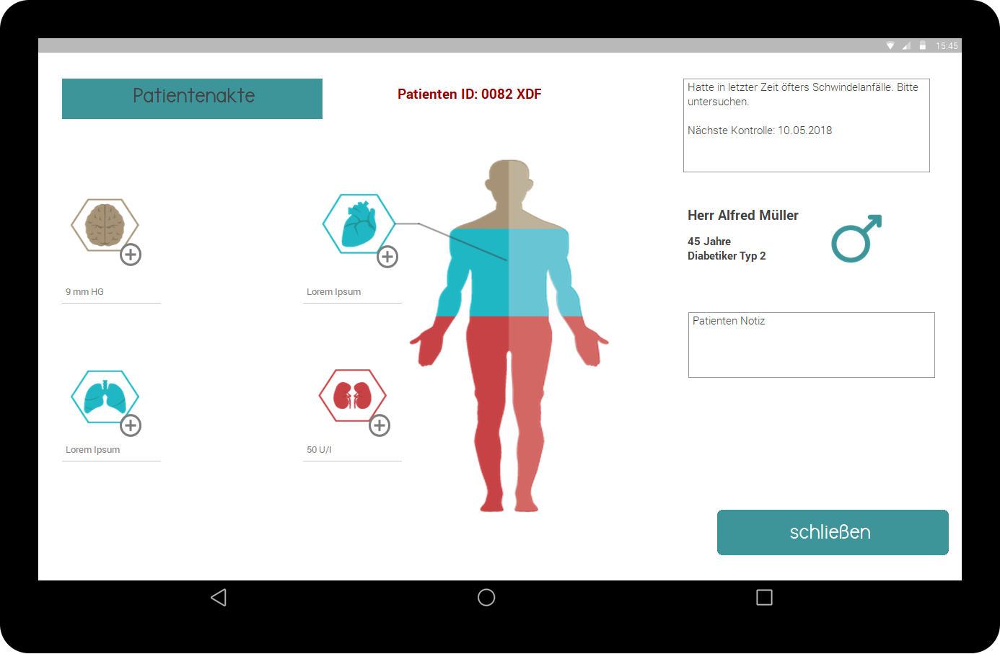 15:45
Patientenakte
Patienten ID: 0082 XDF
Hatte in letzter Zeit öfters Schwindelanfälle. Bitte
untersuchen.
Nächste Kontrolle: 10.05.2018
Herr Alfred Müller
45 Jahre
Diabetiker Typ 2
9 mm HG
Lorem Ipsum
Patienten Notiz
Lorem Ipsum
50 U/l
schließen